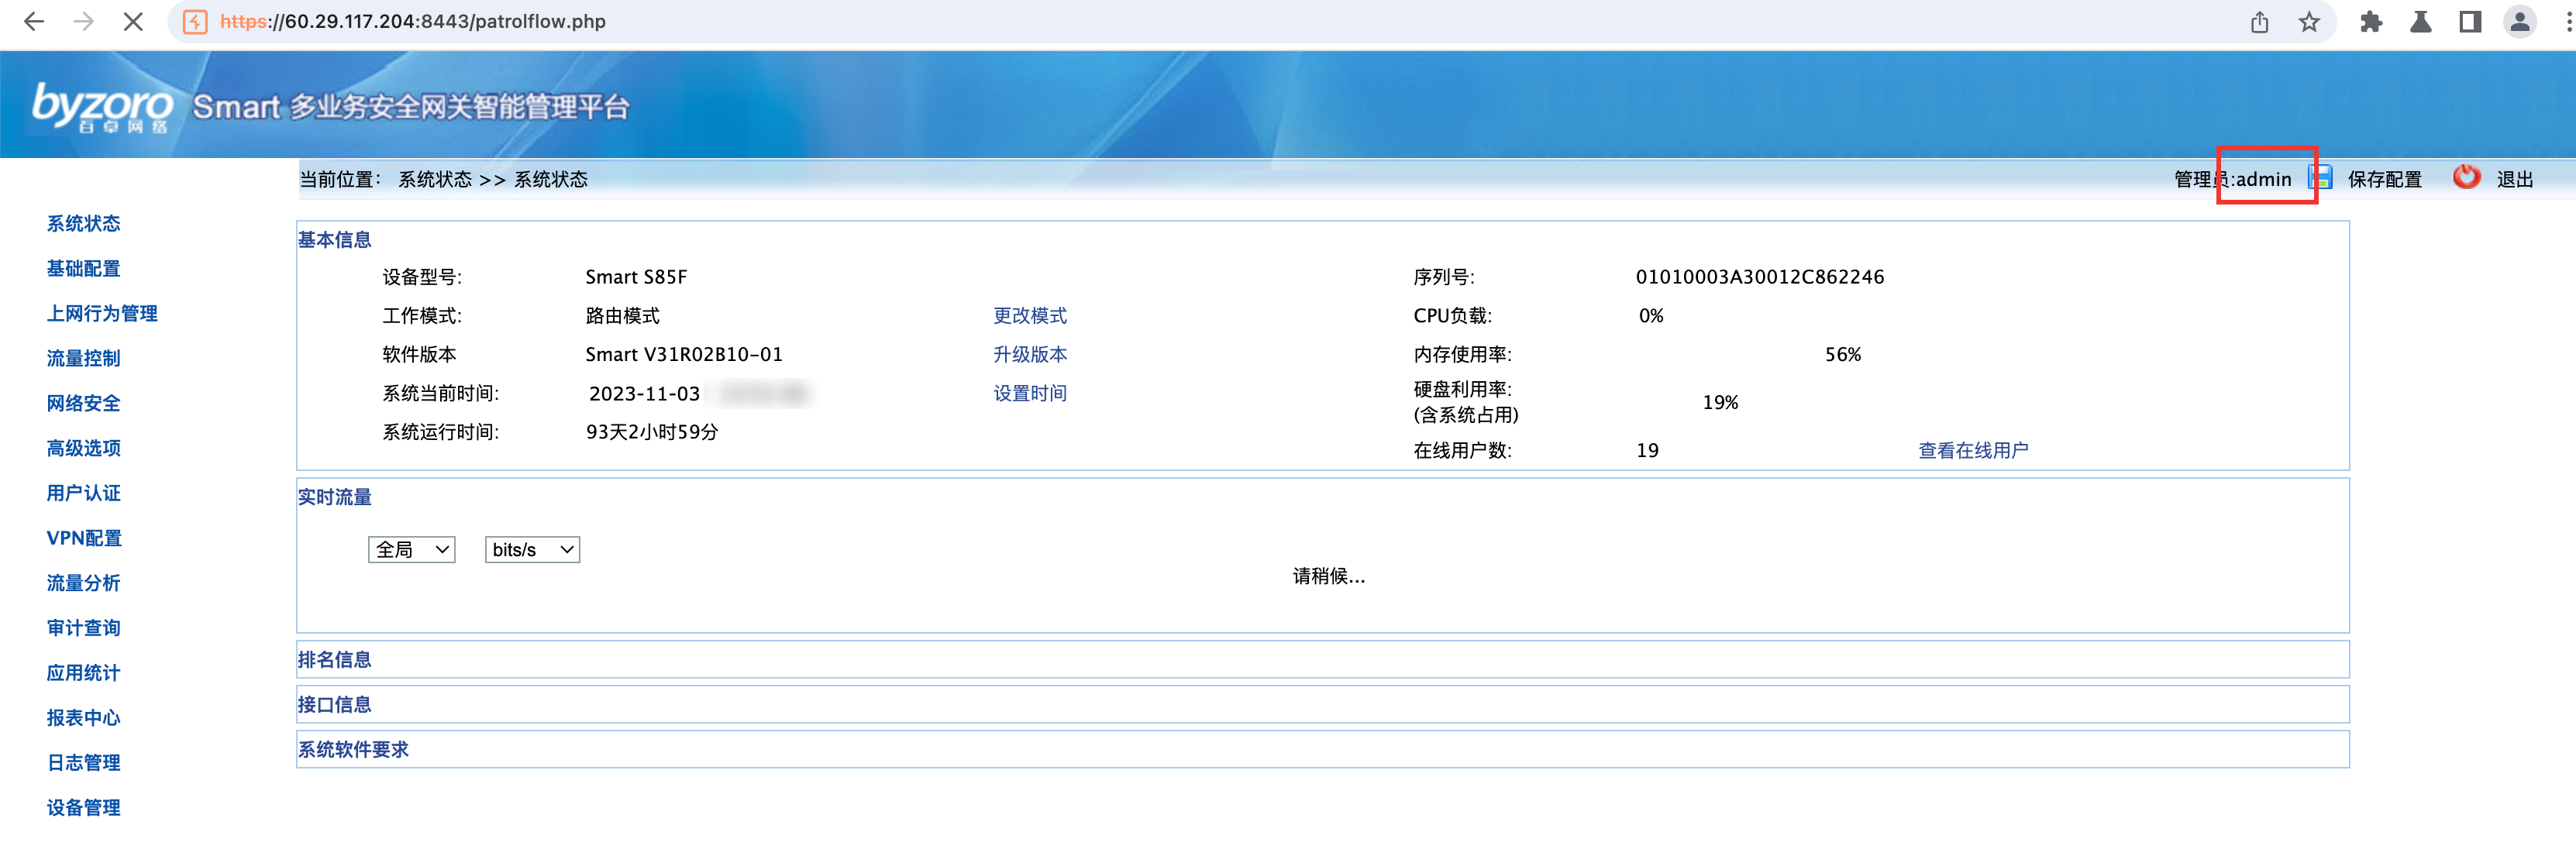 https://60.29.117.204:8443/patrolflow.php
byzoro 百卓网络 Smart 多业务安全网关智能管理平台
当前位置： 系统状态 >> 系统状态 管理员:admin 保存配置 退出
系统状态
基础配置
上网行为管理
流量控制
网络安全
高级选项
用户认证
VPN配置
流量分析
审计查询
应用统计
报表中心
日志管理
设备管理
基本信息
设备型号: Smart S85F
工作模式: 路由模式 更改模式
软件版本 Smart V31R02B10-01 升级版本
系统当前时间: 2023-11-03 设置时间
系统运行时间: 93天2小时59分
序列号: 01010003A30012C862246
CPU负载: 0%
内存使用率: 56%
硬盘利用率: 19%
(含系统占用)
在线用户数: 19 查看在线用户
实时流量
全局 bits/s
请稍候...
排名信息
接口信息
系统软件要求